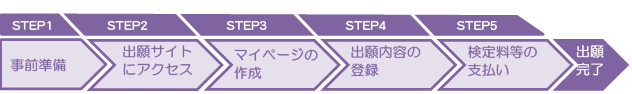 STEP1 STEP2 STEP3 STEP4 STEP5
事前準備
出願サイト
にアクセス
マイページの
作成
出願内容の
登録
検定料等の
支払い
出願
完了